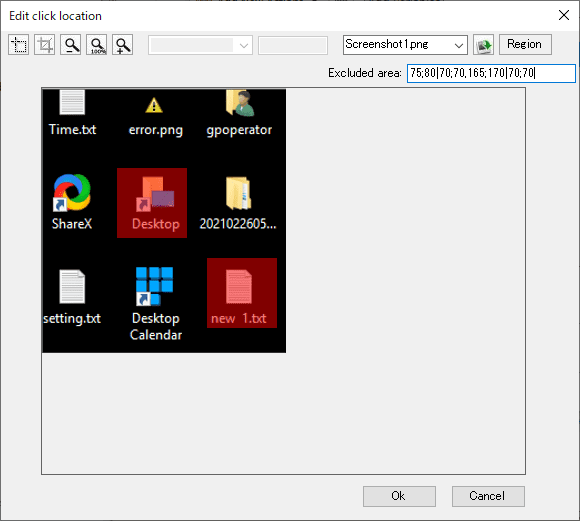 Edit click location
100%
Screenshot1.png
Region
Excluded area:
75;80|70;70,165;170|70;70|
Time.txt
error.png
gpoperator
ShareX
Desktop
2021022605...
setting.txt
Desktop
Calendar
new 1.txt
Ok
Cancel